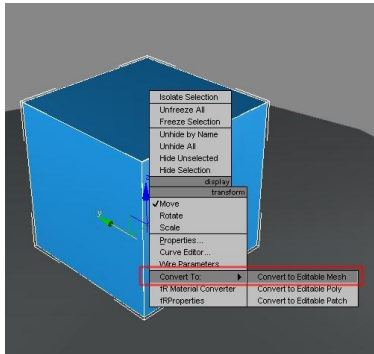 Isolate Selection
Unfreeze All
Freeze Selection
Unhide by Name
Unhide All
Hide Unselected
Hide Selection
display
transform
Move
Rotate
Scale
Properties...
Curve Editor...
Wire Parameters
Convert To:
Convert to Editable Mesh
fR Material Converter
Convert to Editable Poly
fRProperties
Convert to Editable Patch
z
y